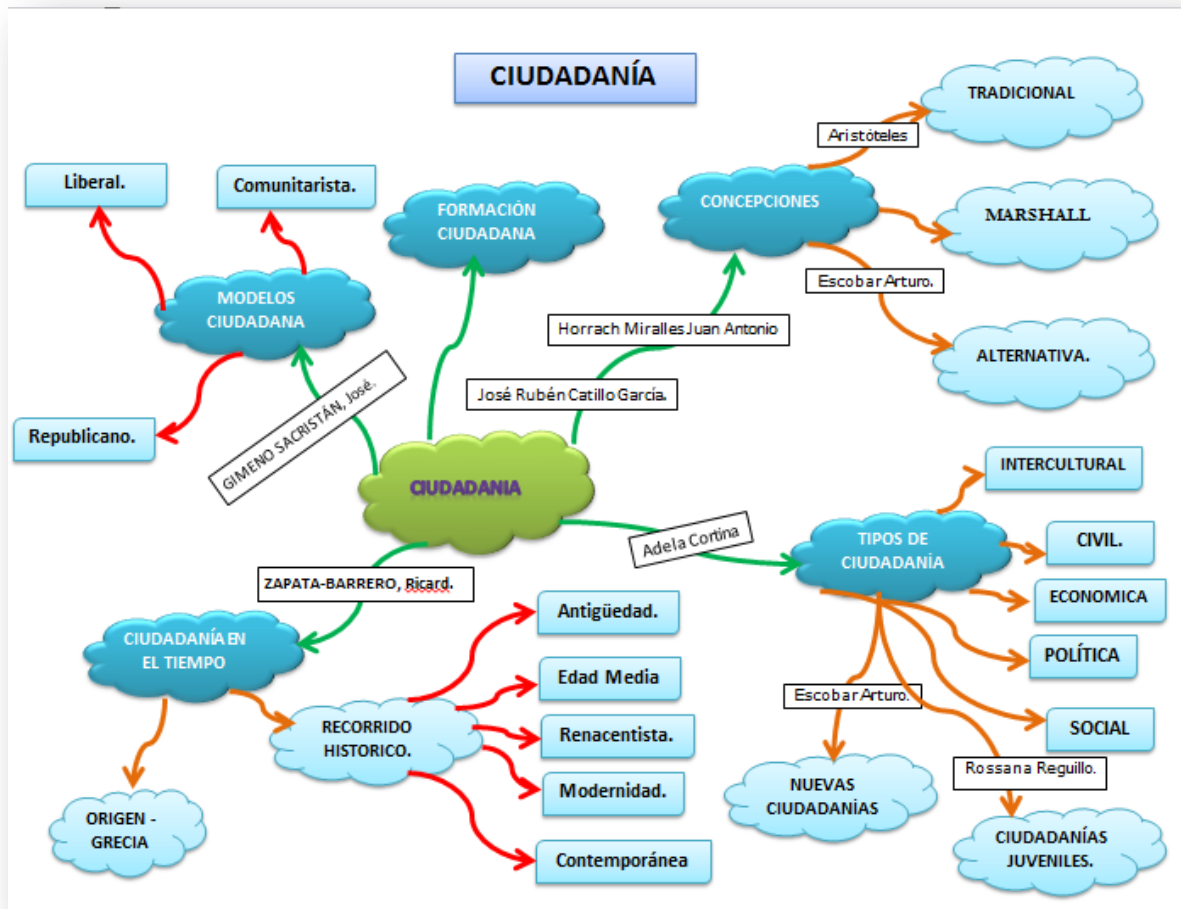 CIUDADANÍA
TRADICIONAL
Aristóteles
CONCEPCIONES
MARSHALL
Escobar Arturo.
ALTERNATIVA.
Liberal.
Comunitarista.
FORMACIÓN
CIUDADANA
MODELOS
CIUDADANA
Republicano.
GIMENO SACRISTÁN, José.
Horrach Miralles Juan Antonio
José Rubén Catillo García.
CIUDADANIA
Adela Cortina
TIPOS DE
CIUDADANÍA
INTERCULTURAL
CIVIL.
ECONOMICA
POLÍTICA
SOCIAL
Escobar Arturo.
Rossana Reguillo.
NUEVAS
CIUDADANÍAS
CIUDADANÍAS
JUVENILES.
ZAPATA-BARRERO, Ricard.
CIUDADANÍA EN
EL TIEMPO
RECORRIDO
HISTORICO.
Antigüedad.
Edad Media
Renacentista.
Modernidad.
Contemporánea
ORIGEN -
GRECIA